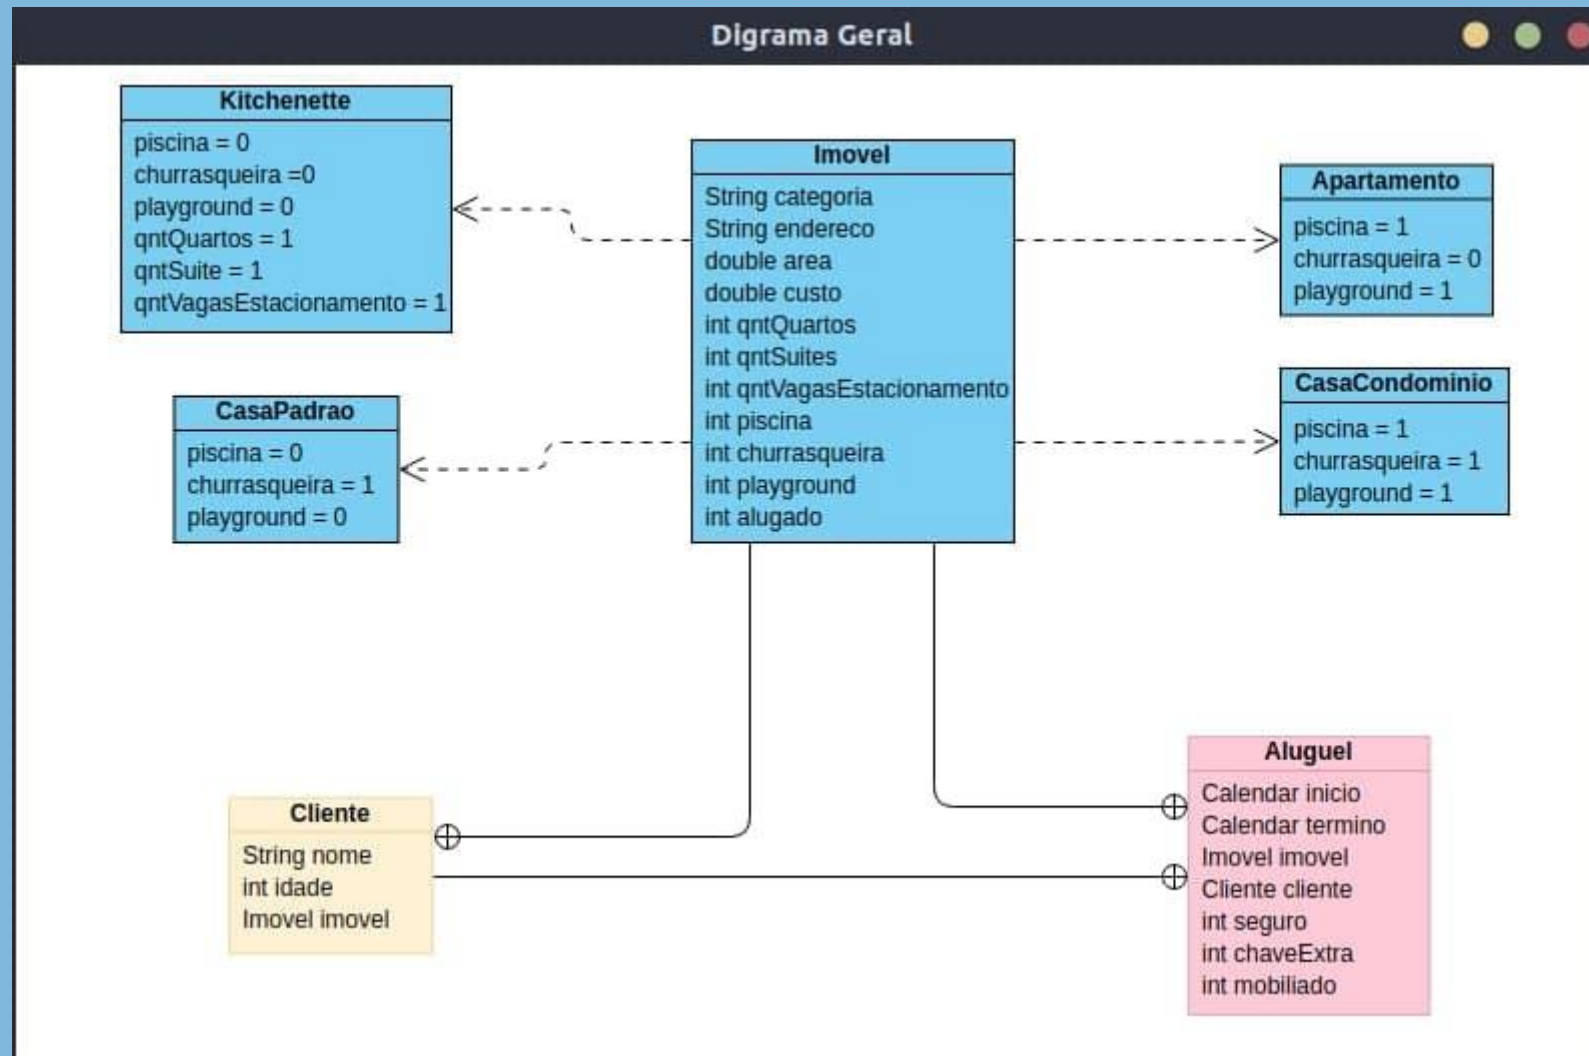 Digrama Geral
Kitchenette
piscina = 0
churrasqueira =0
playground = 0
qntQuartos = 1
qntSuite = 1
qntVagasEstacionamento = 1
Imovel
String categoria
String endereco
double area
double custo
int qntQuartos
int qntSuites
int qntVagasEstacionamento
int piscina
int churrasqueira
int playground
int alugado
Apartamento
piscina = 1
churrasqueira = 0
playground = 1
CasaPadrao
piscina = 0
churrasqueira = 1
playground = 0
CasaCondominio
piscina = 1
churrasqueira = 1
playground = 1
Cliente
String nome
int idade
Imovel imovel
Aluguel
Calendar inicio
Calendar termino
Imovel imovel
Cliente cliente
int seguro
int chaveExtra
int mobiliado